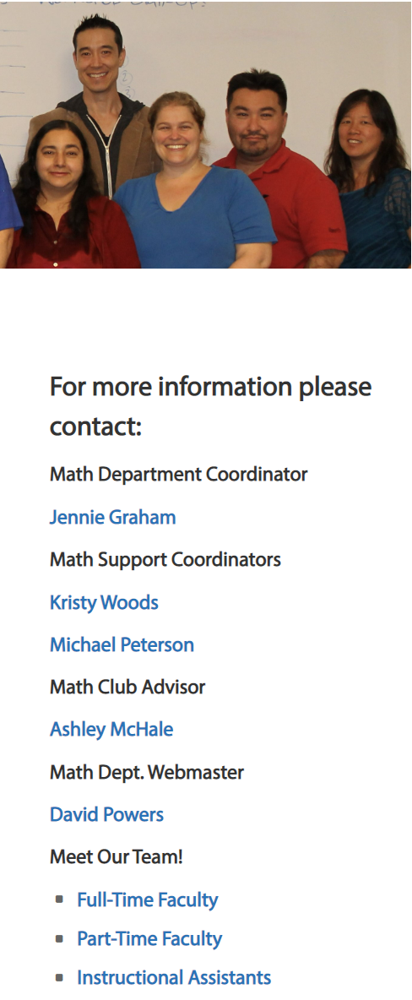 For more information please
contact:
Math Department Coordinator
Jennie Graham
Math Support Coordinators
Kristy Woods
Michael Peterson
Math Club Advisor
Ashley McHale
Math Dept. Webmaster
David Powers
Meet Our Team!
Full-Time Faculty
Part-Time Faculty
Instructional Assistants